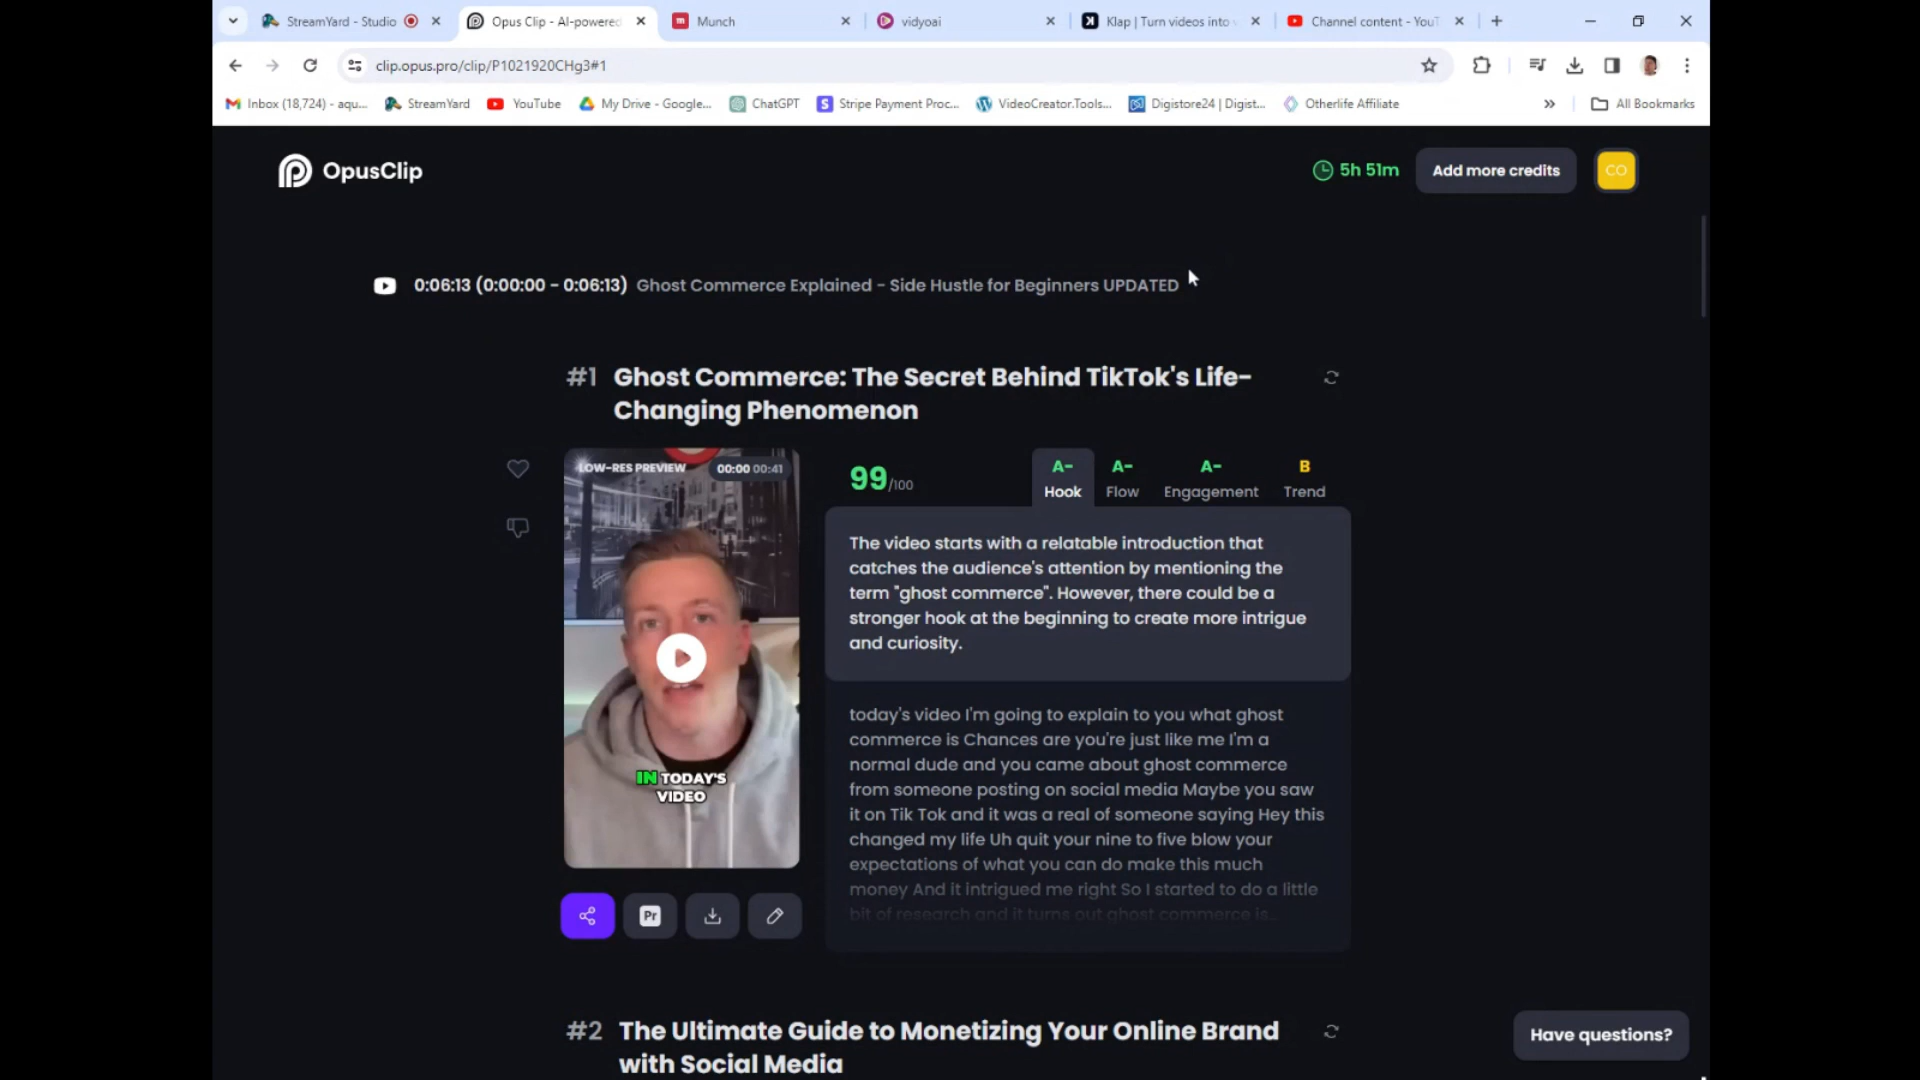 StreamYard - Studio
Opus Clip - AI-powered
Munch
vidyoai
Klap | Turn videos into v
Channel content - YouT
clip.opus.pro/clip/P1021920CHg3#1
Inbox (18,724) - aqu...
StreamYard
YouTube
My Drive - Google...
ChatGPT
Stripe Payment Proc...
VideoCreator.Tools...
Digistore24 | Digist...
Otherlife Affiliate
All Bookmarks
OpusClip
5h 51m
Add more credits
CO
0:06:13 (0:00:00 - 0:06:13) Ghost Commerce Explained - Side Hustle for Beginners UPDATED
#1 Ghost Commerce: The Secret Behind TikTok's Life-
Changing Phenomenon
LOW-RES PREVIEW
00:00 00:41
IN TODAY'S
VIDEO
99/100
A- Hook
A- Flow
A- Engagement
B Trend
The video starts with a relatable introduction that
catches the audience's attention by mentioning the
term "ghost commerce". However, there could be a
stronger hook at the beginning to create more intrigue
and curiosity.
today's video I'm going to explain to you what ghost
commerce is Chances are you're just like me I'm a
normal dude and you came about ghost commerce
from someone posting on social media Maybe you saw
it on Tik Tok and it was a real of someone saying Hey this
changed my life Uh quit your nine to five blow your
expectations of what you can do make this much
money And it intrigued me right So I started to do a little
bit of research and it turns out ghost commerce is...
Pr
#2 The Ultimate Guide to Monetizing Your Online Brand
with Social Media
Have questions?